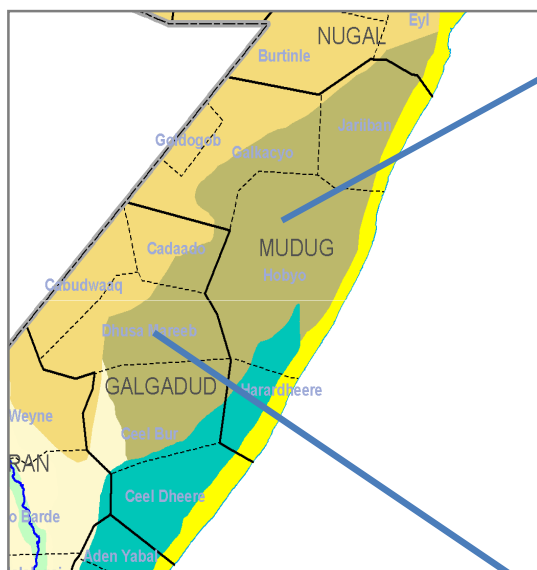 Eyl
NUGAL
Burtinle
Jariiban
Goldogob
Galkacyo
Cadaado
MUDUG
Hobyo
Cabudwaaq
Dhusa Mareeb
GALGADUD
Harardheere
Weyne
Ceel Bur
RAN
Ceel Dheere
o Barde
Aden Yabal